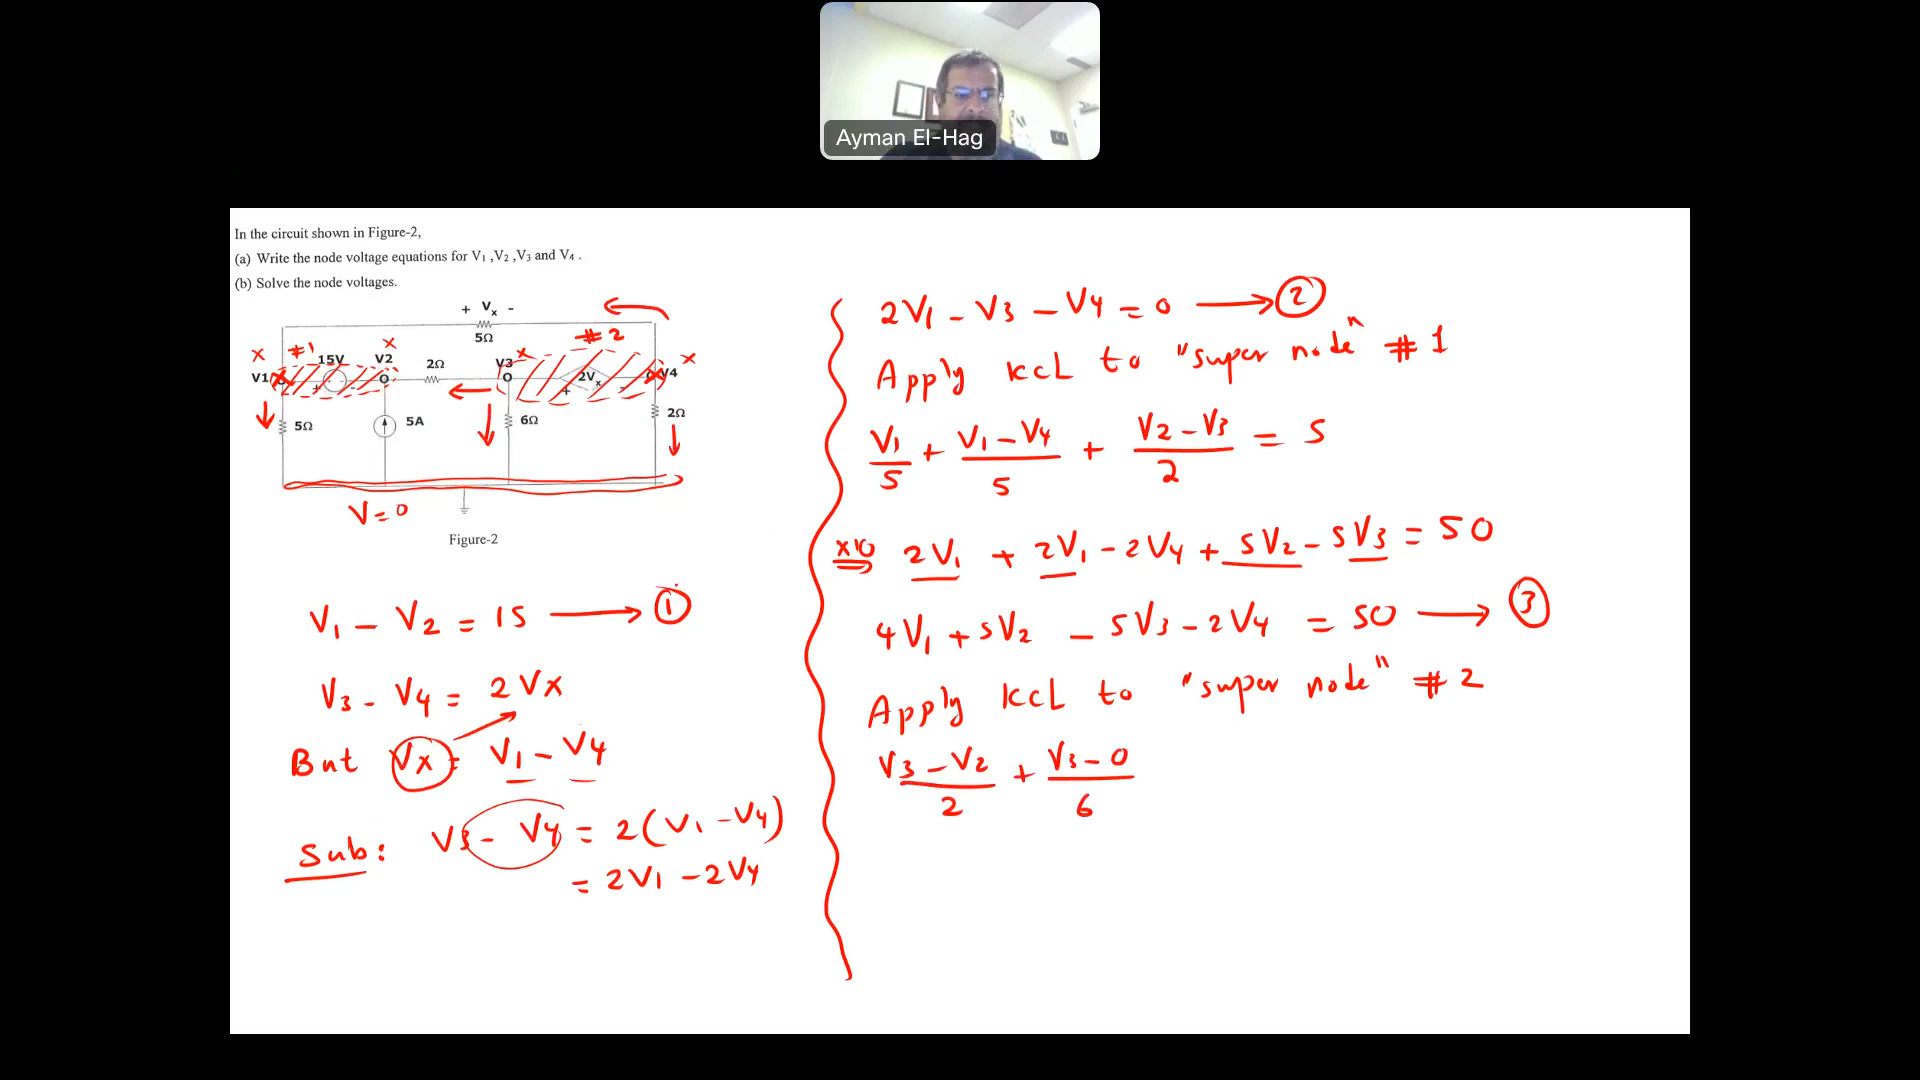 Ayman El-Hag
In the circuit shown in Figure-2,
(a) Write the node voltage equations for V1 ,V2 ,V3 and V4 .
(b) Solve the node voltages.
+ Vx -
5Ω
#2
#1
15V
V2
2Ω
V3
V1
+ -
2Vx
+ -
V4
5Ω
5A
6Ω
2Ω
V=0
Figure-2
V1 - V2 = 15 → ①
V3 - V4 = 2Vx
But Vx = V1 - V4
Sub: V3 - V4 = 2(V1 - V4)
= 2V1 - 2V4
2V1 - V3 - V4 = 0 → ②
Apply KCL to "super node" #1
V1/5 + V1-V4/5 + V2-V3/2 = 5
x10 2V1 + 2V1 - 2V4 + 5V2 - 5V3 = 50
4V1 + 5V2 - 5V3 - 2V4 = 50 → ③
Apply KCL to "super node" #2
V3-V2/2 + V3-0/6